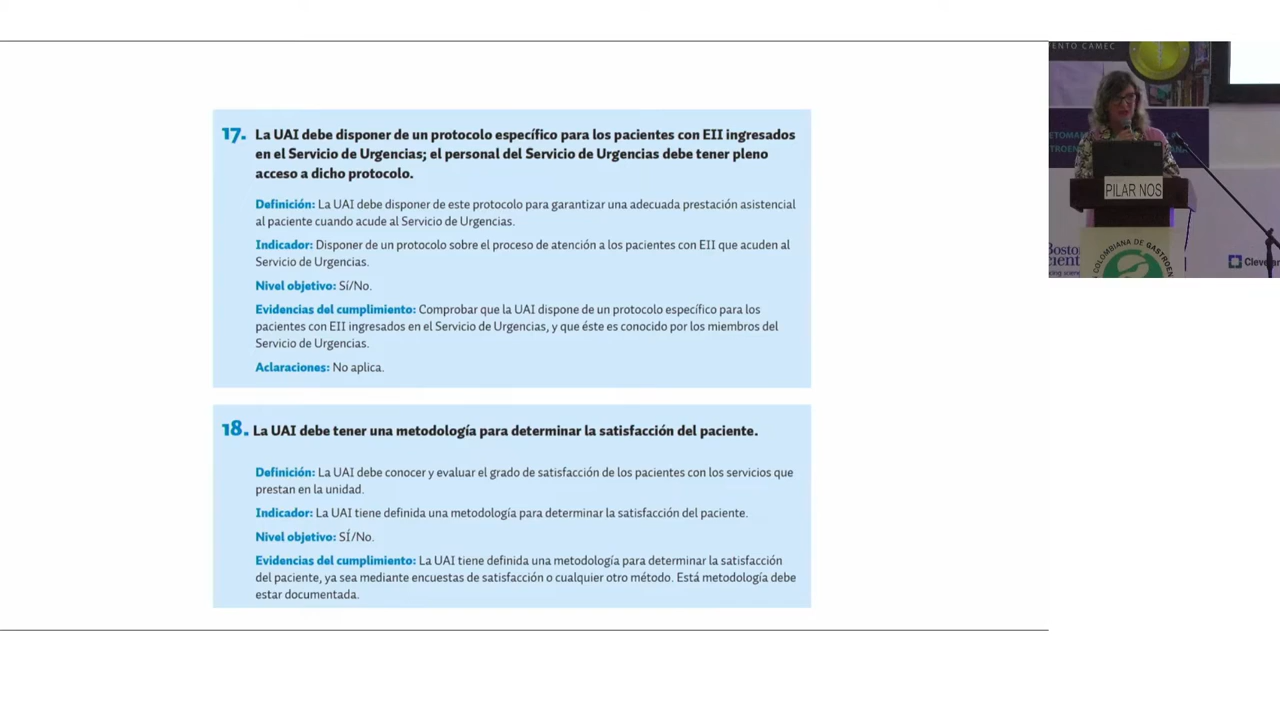 17. La UAI debe disponer de un protocolo específico para los pacientes con EII ingresados
en el Servicio de Urgencias; el personal del Servicio de Urgencias debe tener pleno
acceso a dicho protocolo.
Definición: La UAI debe disponer de este protocolo para garantizar una adecuada prestación asistencial
al paciente cuando acude al Servicio de Urgencias.
Indicador: Disponer de un protocolo sobre el proceso de atención a los pacientes con EII que acuden al
Servicio de Urgencias.
Nivel objetivo: Sí/No.
Evidencias del cumplimiento: Comprobar que la UAI dispone de un protocolo específico para los
pacientes con EII ingresados en el Servicio de Urgencias, y que éste es conocido por los miembros del
Servicio de Urgencias.
Aclaraciones: No aplica.
18. La UAI debe tener una metodología para determinar la satisfacción del paciente.
Definición: La UAI debe conocer y evaluar el grado de satisfacción de los pacientes con los servicios que
prestan en la unidad.
Indicador: La UAI tiene definida una metodología para determinar la satisfacción del paciente.
Nivel objetivo: SÍ/No.
Evidencias del cumplimiento: La UAI tiene definida una metodología para determinar la satisfacción
del paciente, ya sea mediante encuestas de satisfacción o cualquier otro método. Está metodología debe
estar documentada.
CAMEC
PILAR NOS
Boston
COLOMBIANA DE